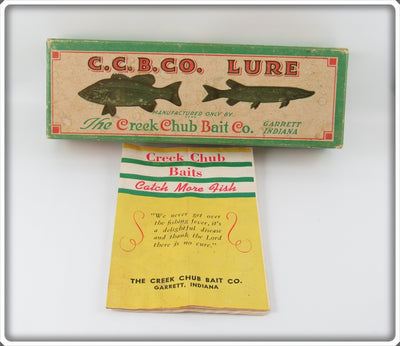 C.C.B.CO. LURE
MANUFACTURED ONLY BY
The Creek Chub Bait Co. GARRETT
INDIANA
Creek Chub
Baits
Catch More Fish
"We never get over
the fishing fever, it's
a delightful disease
and thank the Lord
there is no cure."
THE CREEK CHUB BAIT CO.
GARRETT, INDIANA